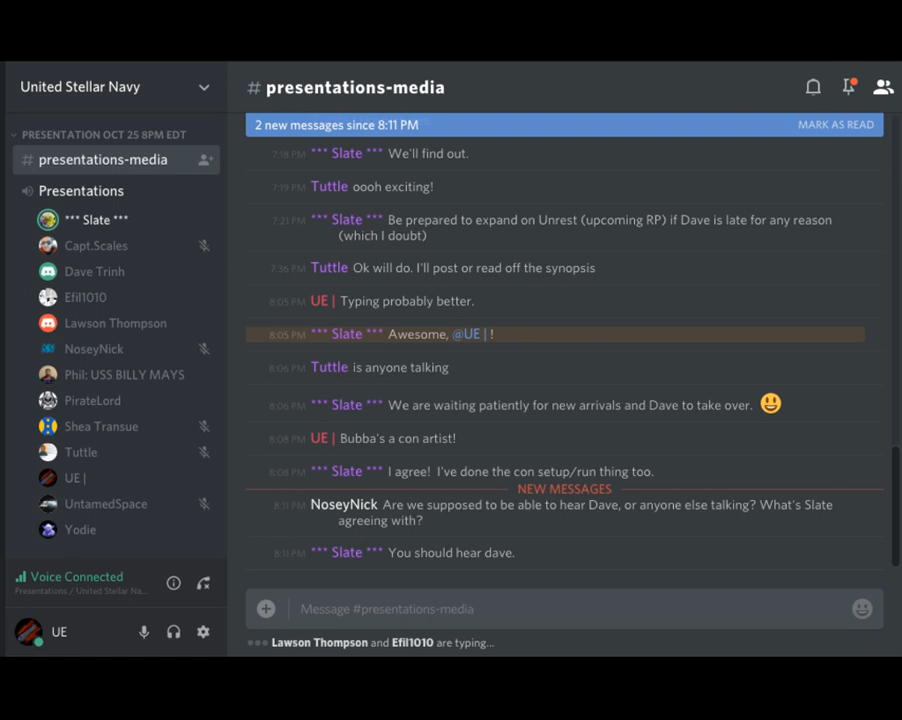 United Stellar Navy
# presentations-media
2 new messages since 8:11 PM MARK AS READ
PRESENTATION OCT 25 8PM EDT
# presentations-media
Presentations
*** Slate ***
Capt.Scales
Dave Trinh
Efil1010
Lawson Thompson
NoseyNick
Phil: USS BILLY MAYS
PirateLord
Shea Transue
Tuttle
UE |
UntamedSpace
Yodie
Voice Connected
Presentations / United Stellar Na...
UE
7:18 PM *** Slate *** We'll find out.
7:19 PM Tuttle oooh exciting!
7:21 PM *** Slate *** Be prepared to expand on Unrest (upcoming RP) if Dave is late for any reason
(which I doubt)
7:36 PM Tuttle Ok will do. I'll post or read off the synopsis
8:05 PM UE | Typing probably better.
8:05 PM *** Slate *** Awesome, @UE | !
8:06 PM Tuttle is anyone talking
8:06 PM *** Slate *** We are waiting patiently for new arrivals and Dave to take over. 😃
8:08 PM UE | Bubba's a con artist!
8:08 PM *** Slate *** I agree! I've done the con setup/run thing too.
NEW MESSAGES
8:11 PM NoseyNick Are we supposed to be able to hear Dave, or anyone else talking? What's Slate
agreeing with?
8:11 PM *** Slate *** You should hear dave.
Message #presentations-media
Lawson Thompson and Efil1010 are typing...